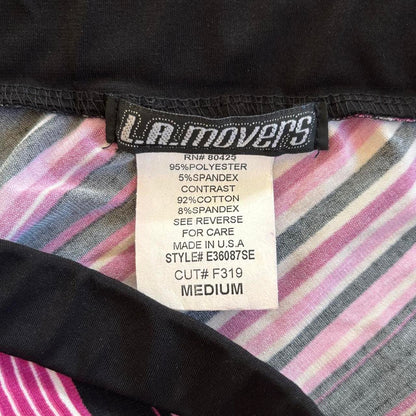 L.A. movers
RN# 80425
95%POLYESTER
5%SPANDEX
CONTRAST
92%COTTON
8%SPANDEX
SEE REVERSE
FOR CARE
MADE IN U.S.A
STYLE# E36087SE
CUT# F319
MEDIUM